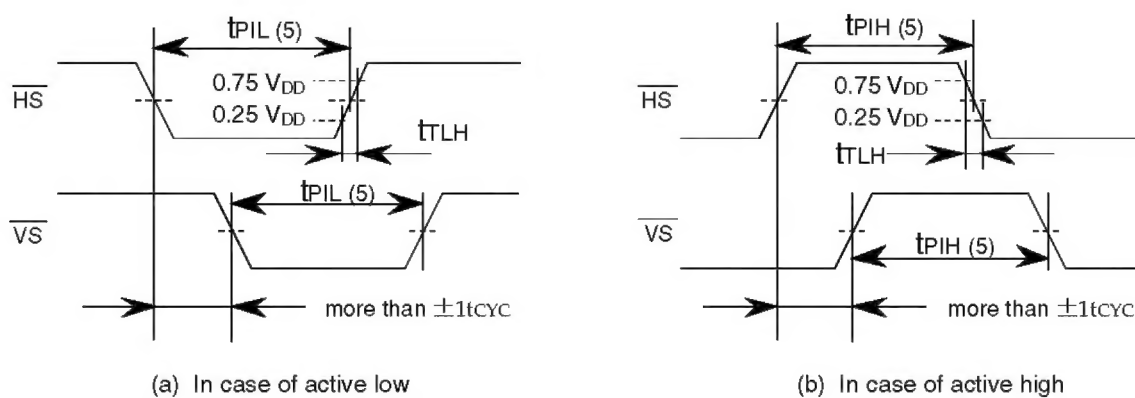 tPIL (5)
HS
0.75 VDD
0.25 VDD
tTLH
tPIL (5)
VS
more than ±1tCYC
(a) In case of active low
tPIH (5)
HS
0.75 VDD
0.25 VDD
tTLH
VS
tPIH (5)
more than ±1tCYC
(b) In case of active high